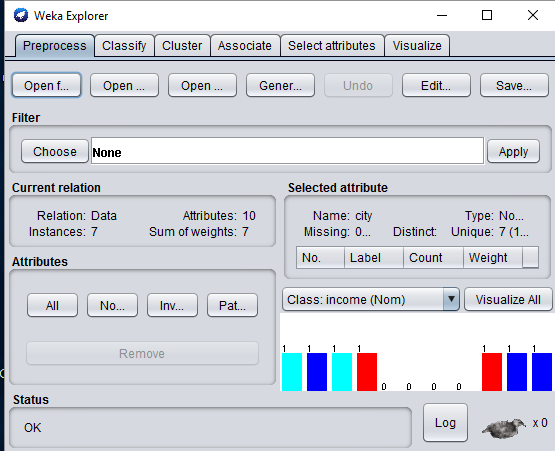 Weka Explorer
Preprocess Classify Cluster Associate Select attributes Visualize
Open f... Open ... Open ... Gener... Undo Edit... Save...
Filter
Choose None Apply
Current relation
Relation: Data Attributes: 10
Instances: 7 Sum of weights: 7
Selected attribute
Name: city Type: No...
Missing: 0... Distinct: Unique: 7 (1...
No. Label Count Weight
Attributes
All No... Inv... Pat...
Remove
Class: income (Nom) Visualize All
1 1 1 1 0 0 0 0 1 1 1
Status
OK
Log x 0